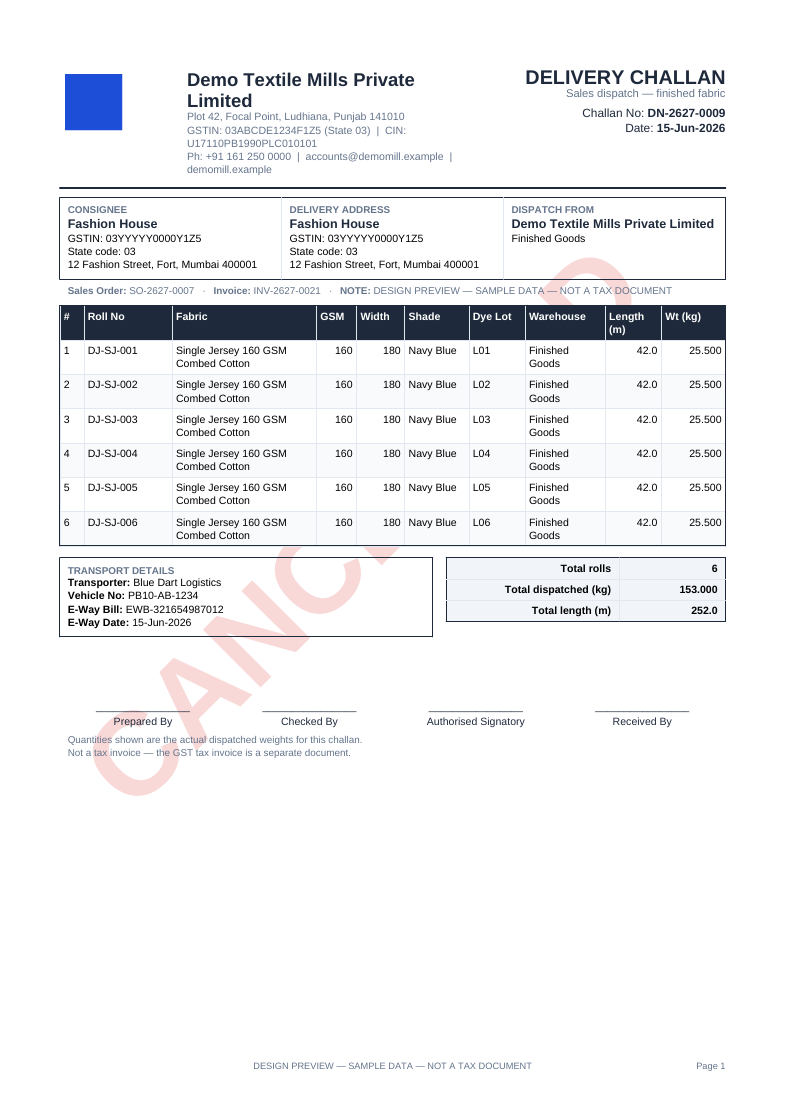 Demo Textile Mills Private
Limited
Plot 42, Focal Point, Ludhiana, Punjab 141010
GSTIN: 03ABCDE1234F1Z5 (State 03) | CIN:
U17110PB1990PLC010101
Ph: +91 161 250 0000 | accounts@demomill.example |
demomill.example
DELIVERY CHALLAN
Sales dispatch — finished fabric
Challan No: DN-2627-0009
Date: 15-Jun-2026
CONSIGNEE
Fashion House
GSTIN: 03YYYYY0000Y1Z5
State code: 03
12 Fashion Street, Fort, Mumbai 400001
DELIVERY ADDRESS
Fashion House
GSTIN: 03YYYYY0000Y1Z5
State code: 03
12 Fashion Street, Fort, Mumbai 400001
DISPATCH FROM
Demo Textile Mills Private Limited
Finished Goods
Sales Order: SO-2627-0007 · Invoice: INV-2627-0021 · NOTE: DESIGN PREVIEW — SAMPLE DATA — NOT A TAX DOCUMENT
# Roll No Fabric GSM Width Shade Dye Lot Warehouse Length (m) Wt (kg)
1 DJ-SJ-001 Single Jersey 160 GSM Combed Cotton 160 180 Navy Blue L01 Finished Goods 42.0 25.500
2 DJ-SJ-002 Single Jersey 160 GSM Combed Cotton 160 180 Navy Blue L02 Finished Goods 42.0 25.500
3 DJ-SJ-003 Single Jersey 160 GSM Combed Cotton 160 180 Navy Blue L03 Finished Goods 42.0 25.500
4 DJ-SJ-004 Single Jersey 160 GSM Combed Cotton 160 180 Navy Blue L04 Finished Goods 42.0 25.500
5 DJ-SJ-005 Single Jersey 160 GSM Combed Cotton 160 180 Navy Blue L05 Finished Goods 42.0 25.500
6 DJ-SJ-006 Single Jersey 160 GSM Combed Cotton 160 180 Navy Blue L06 Finished Goods 42.0 25.500
TRANSPORT DETAILS
Transporter: Blue Dart Logistics
Vehicle No: PB10-AB-1234
E-Way Bill: EWB-321654987012
E-Way Date: 15-Jun-2026
Total rolls 6
Total dispatched (kg) 153.000
Total length (m) 252.0
Prepared By
Checked By
Authorised Signatory
Received By
Quantities shown are the actual dispatched weights for this challan.
Not a tax invoice — the GST tax invoice is a separate document.
DESIGN PREVIEW — SAMPLE DATA — NOT A TAX DOCUMENT
Page 1